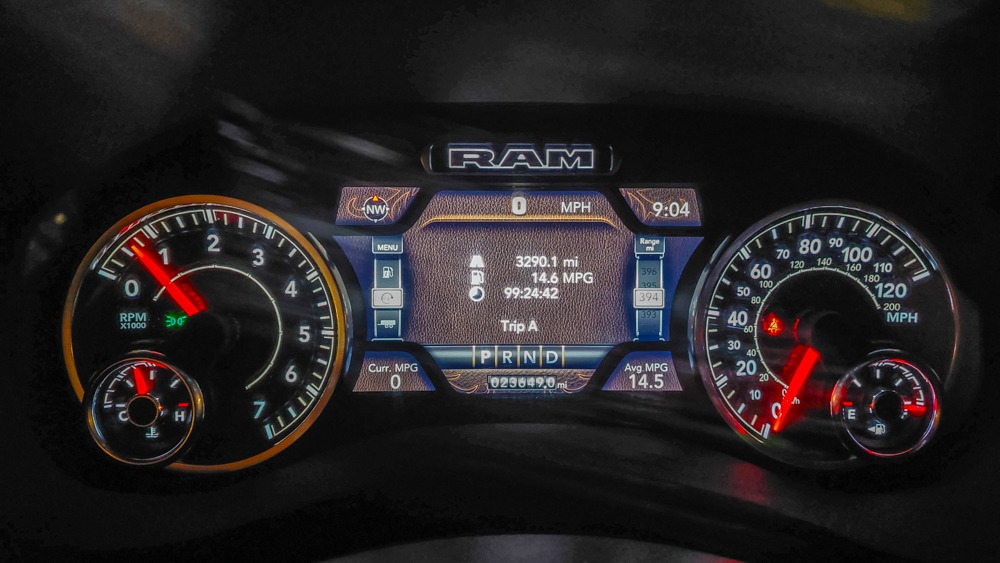 RAM
NW
0 MPH
9:04
MENU
3290.1 mi
14.6 MPG
99:24:42
Trip A
Range
mi
396
395
394
393
P R N D
Curr. MPG
0
023649.0 mi
Avg MPG
14.5
0 1 2 3 4 5 6 7
RPM
X1000
C H
0 10 20 30 40 50 60 70 80 90 100 110 120
MPH
20 60 80 100 120 140 160 180 200
E